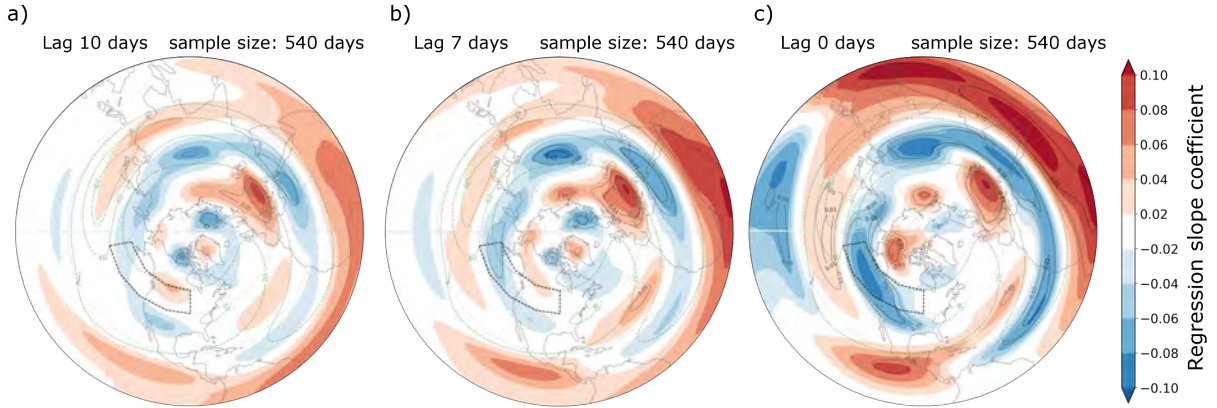 a)
Lag 10 days sample size: 540 days
b)
Lag 7 days sample size: 540 days
c)
Lag 0 days sample size: 540 days
0.10
0.08
0.06
0.04
0.02
−0.02
−0.04
−0.06
−0.08
−0.10
Regression slope coefficient